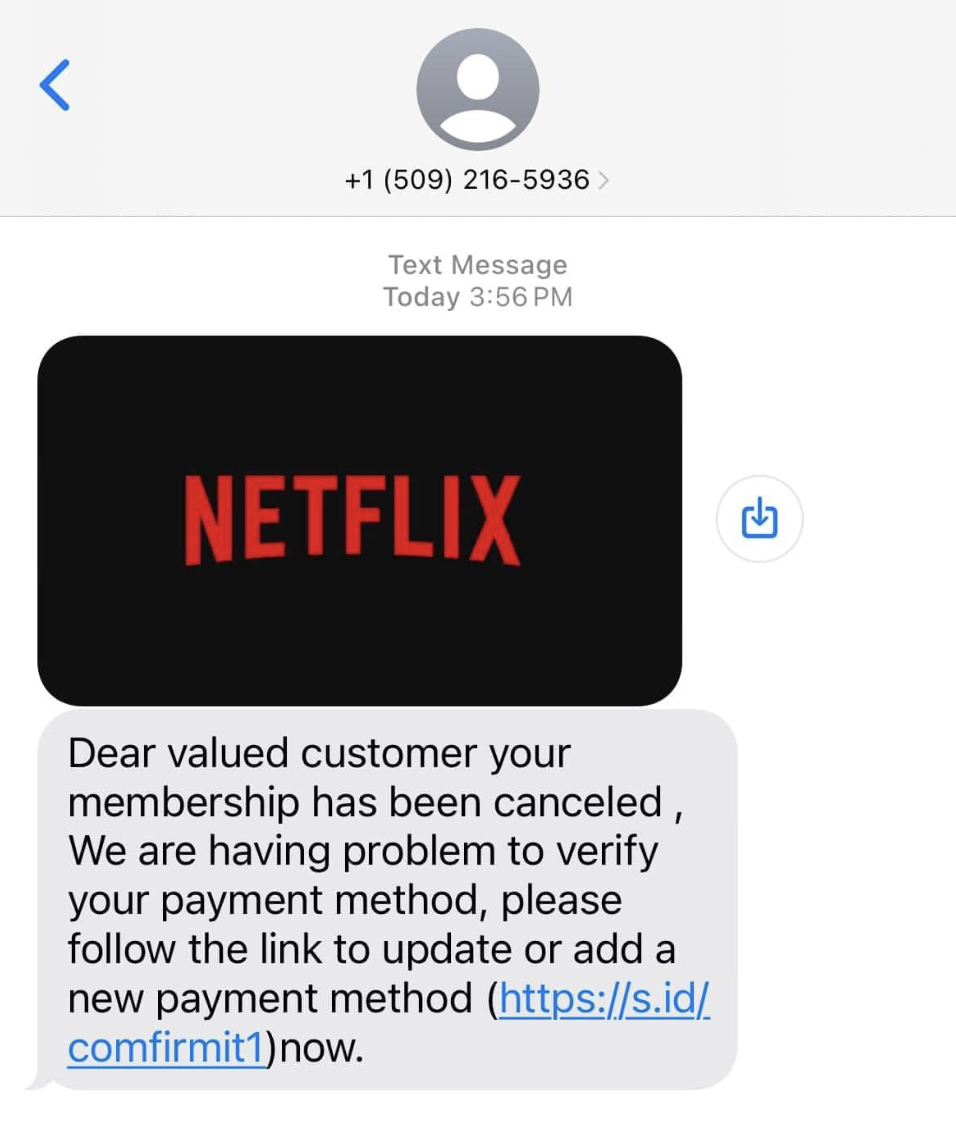 +1 (509) 216-5936
Text Message
Today 3:56 PM
NETFLIX
Dear valued customer your
membership has been canceled ,
We are having problem to verify
your payment method, please
follow the link to update or add a
new payment method (https://s.id/
comfirmit1)now.